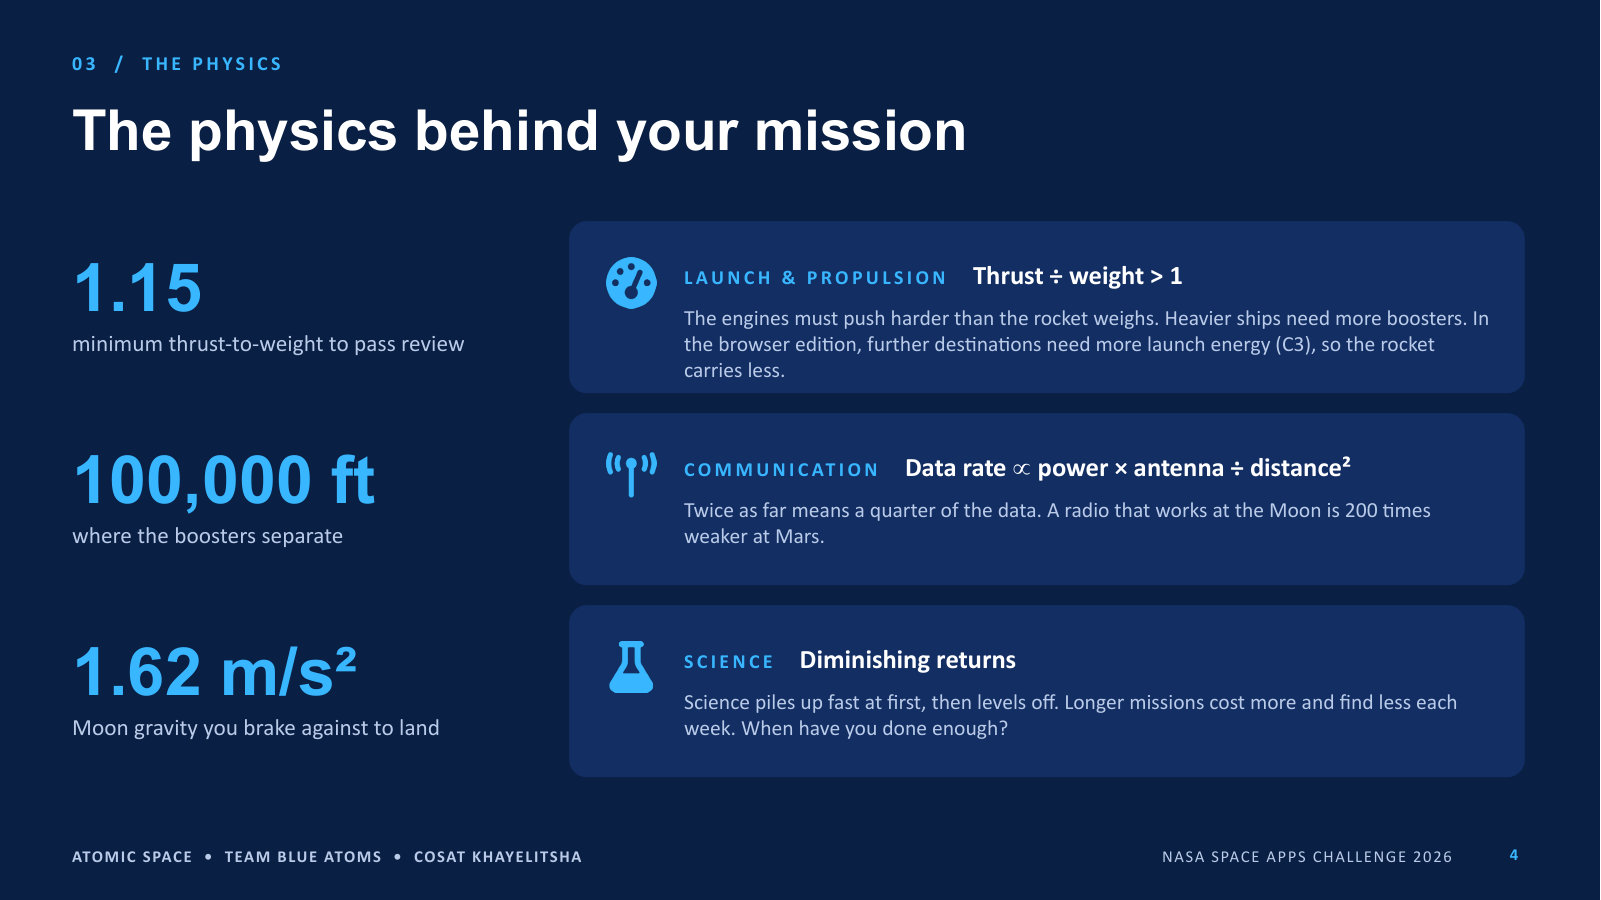 03 / THE PHYSICS
The physics behind your mission
1.15
minimum thrust-to-weight to pass review
LAUNCH & PROPULSION Thrust ÷ weight > 1
The engines must push harder than the rocket weighs. Heavier ships need more boosters. In
the browser edition, further destinations need more launch energy (C3), so the rocket
carries less.
100,000 ft
where the boosters separate
COMMUNICATION Data rate ∝ power × antenna ÷ distance²
Twice as far means a quarter of the data. A radio that works at the Moon is 200 times
weaker at Mars.
1.62 m/s²
Moon gravity you brake against to land
SCIENCE Diminishing returns
Science piles up fast at first, then levels off. Longer missions cost more and find less each
week. When have you done enough?
ATOMIC SPACE • TEAM BLUE ATOMS • COSAT KHAYELITSHA
NASA SPACE APPS CHALLENGE 2026 4